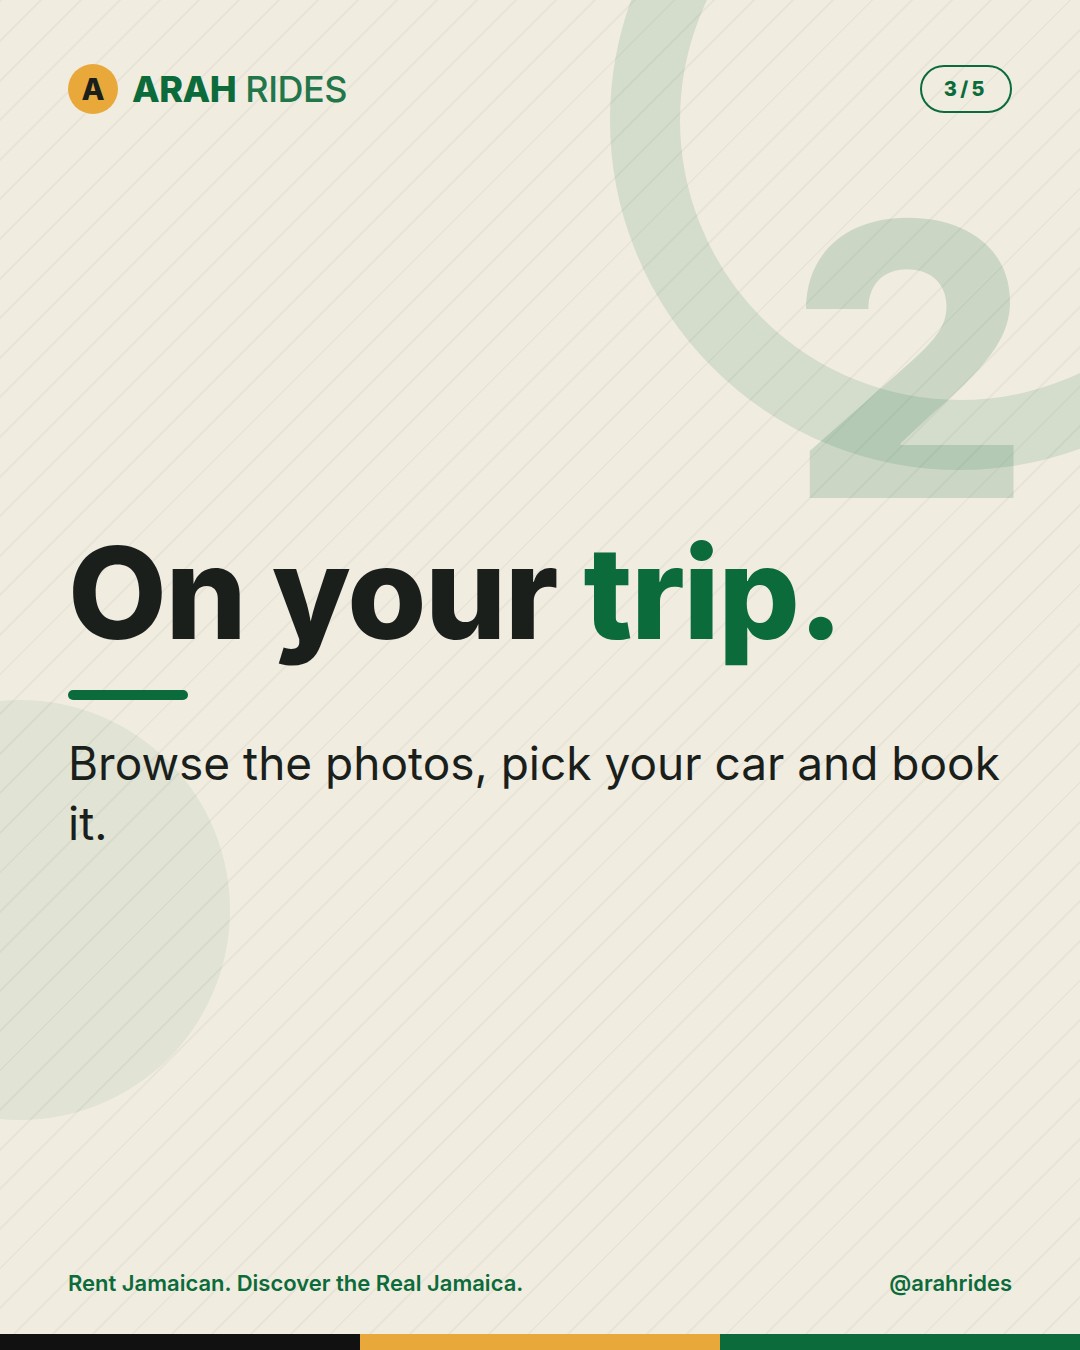 A ARAH RIDES
3/5
2
On your trip.
Browse the photos, pick your car and book
it.
Rent Jamaican. Discover the Real Jamaica.
@arahrides